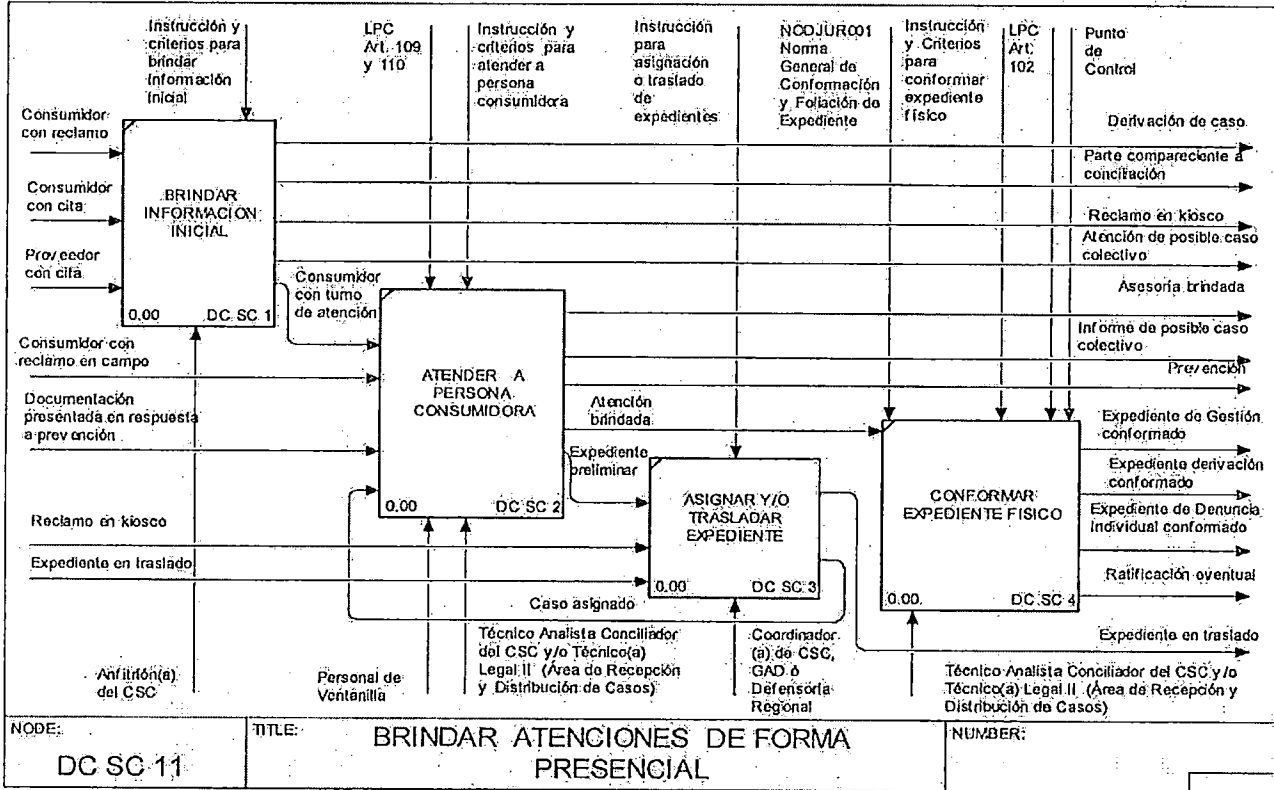 Instrucción y
criterios para
brindar
Información
Inicial
LPC
Art. 109
y 110
Instrucción y
criterios para
atender a
persona
consumidora
Instrucción
para
asignación
o traslado
de
expedientes
NCDJUR001
Norma
General de
Conformación
y Foliación de
Expediente
Instrucción
y Criterios
para
conformar
expediente
físico
LPC
Art.
102
Punto
de
Control
Consumidor
con reclamo
Consumidor
con cita
Proveedor
con cita
BRINDAR
INFORMACION
INICIAL
0.00 DC SC 1
Derivación de caso
Parte compareciente a
conciliación
Reclamo en kiosco
Atención de posible caso
colectivo
Consumidor
con turno
de atención
Asesoría brindada
Informe de posible caso
colectivo
Prevención
Consumidor con
reclamo en campo
Documentación
presentada en respuesta
a prevención
ATENDER A
PERSONA
CONSUMIDORA
0.00 DC SC 2
Atención
brindada
Expediente
preliminar
Reclamo en kiosco
Expediente en traslado
ASIGNAR Y/O
TRASLADAR
EXPEDIENTE
0.00 DC SC 3
Caso asignado
CONFORMAR
EXPEDIENTE FISICO
0.00 DC SC 4
Expediente de Gestión
conformado
Expediente derivación
conformado
Expediente de Denuncia
Individual conformado
Ratificación eventual
Expediente en traslado
Anfitrión(a)
del CSC
Personal de
Ventanilla
Técnico Analista Conciliador
del CSC y/o Técnico(a)
Legal II (Área de Recepción
y Distribución de Casos)
Coordinador
(a) de CSC,
GAD ó
Defensoría
Regional
Técnico Analista Conciliador del CSC y/o
Técnico(a) Legal II (Área de Recepción y
Distribución de Casos)
NODE:
DC SC 11
TITLE:
BRINDAR ATENCIONES DE FORMA
PRESENCIAL
NUMBER: